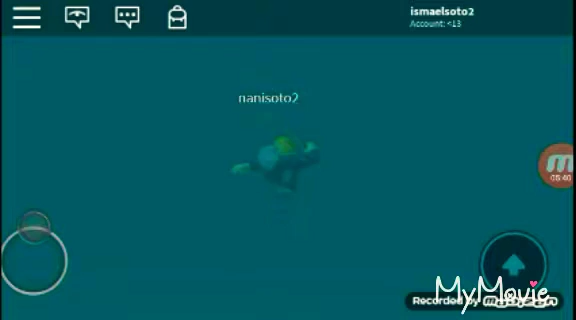 ismaelsoto2
Account: <13
nanisoto2
05:40
Recorded by
MyMovie